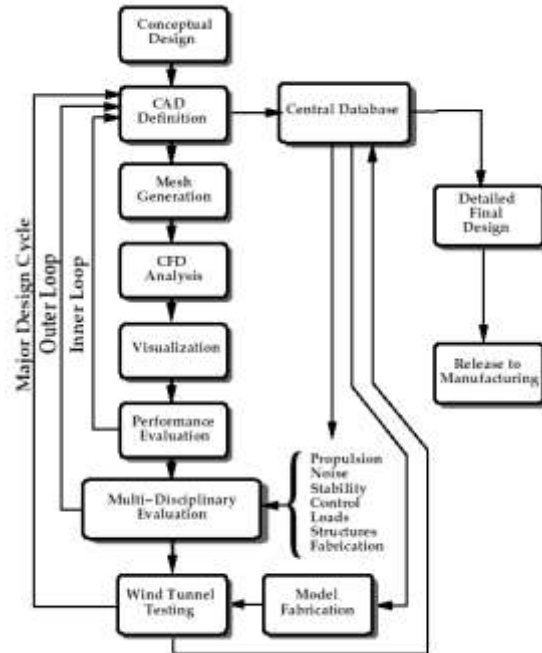 Conceptual
Design
CAD
Definition
Central Database
Mesh
Generation
Detailed
Final
Design
CFD
Analysis
Major Design Cycle
Outer Loop
Inner Loop
Visualization
Release to
Manufacturing
Performance
Evaluation
Multi-Disciplinary
Evaluation
Propulsion
Noise
Stability
Control
Loads
Structures
Fabrication
Wind Tunnel
Testing
Model
Fabrication